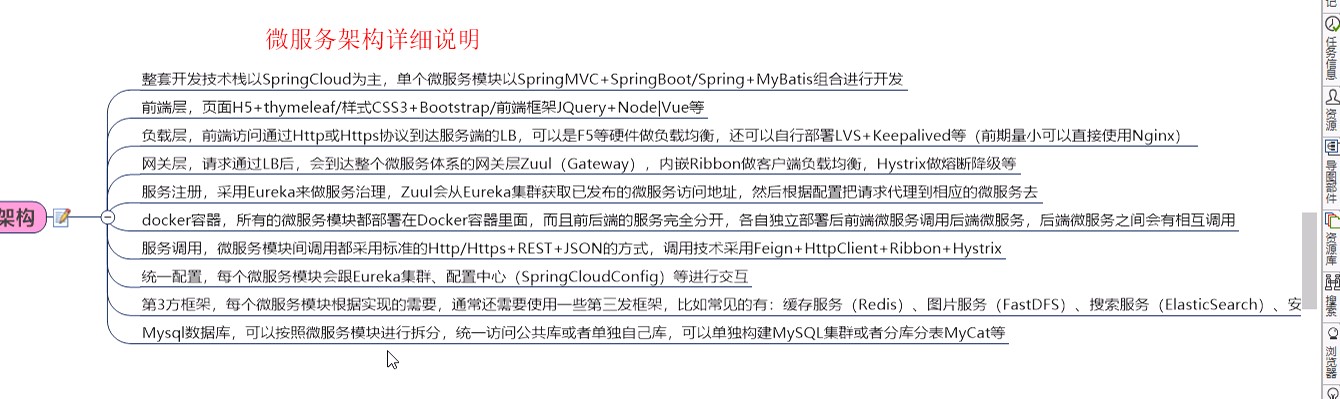 微服务架构详细说明
整套开发技术栈以SpringCloud为主，单个微服务模块以SpringMVC+SpringBoot/Spring+MyBatis组合进行开发
前端层，页面H5+thymeleaf/样式CSS3+Bootstrap/前端框架JQuery+Node|Vue等
负载层，前端访问通过Http或Https协议到达服务端的LB，可以是F5等硬件做负载均衡，还可以自行部署LVS+Keepalived等（前期量小可以直接使用Nginx）
网关层，请求通过LB后，会到达整个微服务体系的网关层Zuul（Gateway），内嵌Ribbon做客户端负载均衡，Hystrix做熔断降级等
服务注册，采用Eureka来做服务治理，Zuul会从Eureka集群获取已发布的微服务访问地址，然后根据配置把请求代理到相应的微服务去
架构
docker容器，所有的微服务模块都部署在Docker容器里面，而且前后端的服务完全分开，各自独立部署后前端微服务调用后端微服务，后端微服务之间会有相互调用
服务调用，微服务模块间调用都采用标准的Http/Https+REST+JSON的方式，调用技术采用Feign+HttpClient+Ribbon+Hystrix
统一配置，每个微服务模块会跟Eureka集群、配置中心（SpringCloudConfig）等进行交互
第3方框架，每个微服务模块根据实现的需要，通常还需要使用一些第三发框架，比如常见的有：缓存服务（Redis）、图片服务（FastDFS）、搜索服务（ElasticSearch）、安
Mysql数据库，可以按照微服务模块进行拆分，统一访问公共库或者单独自己库，可以单独构建MySQL集群或者分库分表MyCat等
任务信息
资源
导图部件
资源库
搜索
浏览器